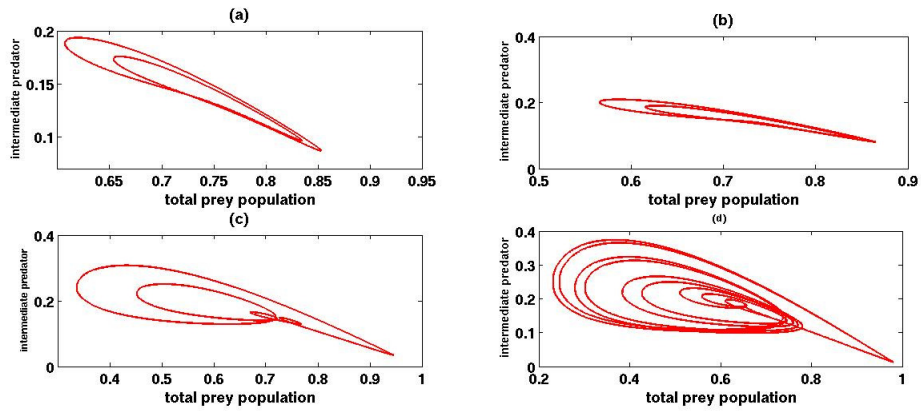 (a)
intermediate predator
0.2
0.15
0.1
0.65 0.7 0.75 0.8 0.85 0.9 0.95
total prey population
(b)
intermediate predator
0.4
0.2
0
0.5 0.6 0.7 0.8 0.9
total prey population
(c)
intermediate predator
0.4
0.2
0
0.4 0.5 0.6 0.7 0.8 0.9 1
total prey population
(d)
intermediate predator
0.4
0.3
0.2
0.1
0
0.2 0.4 0.6 0.8 1
total prey population